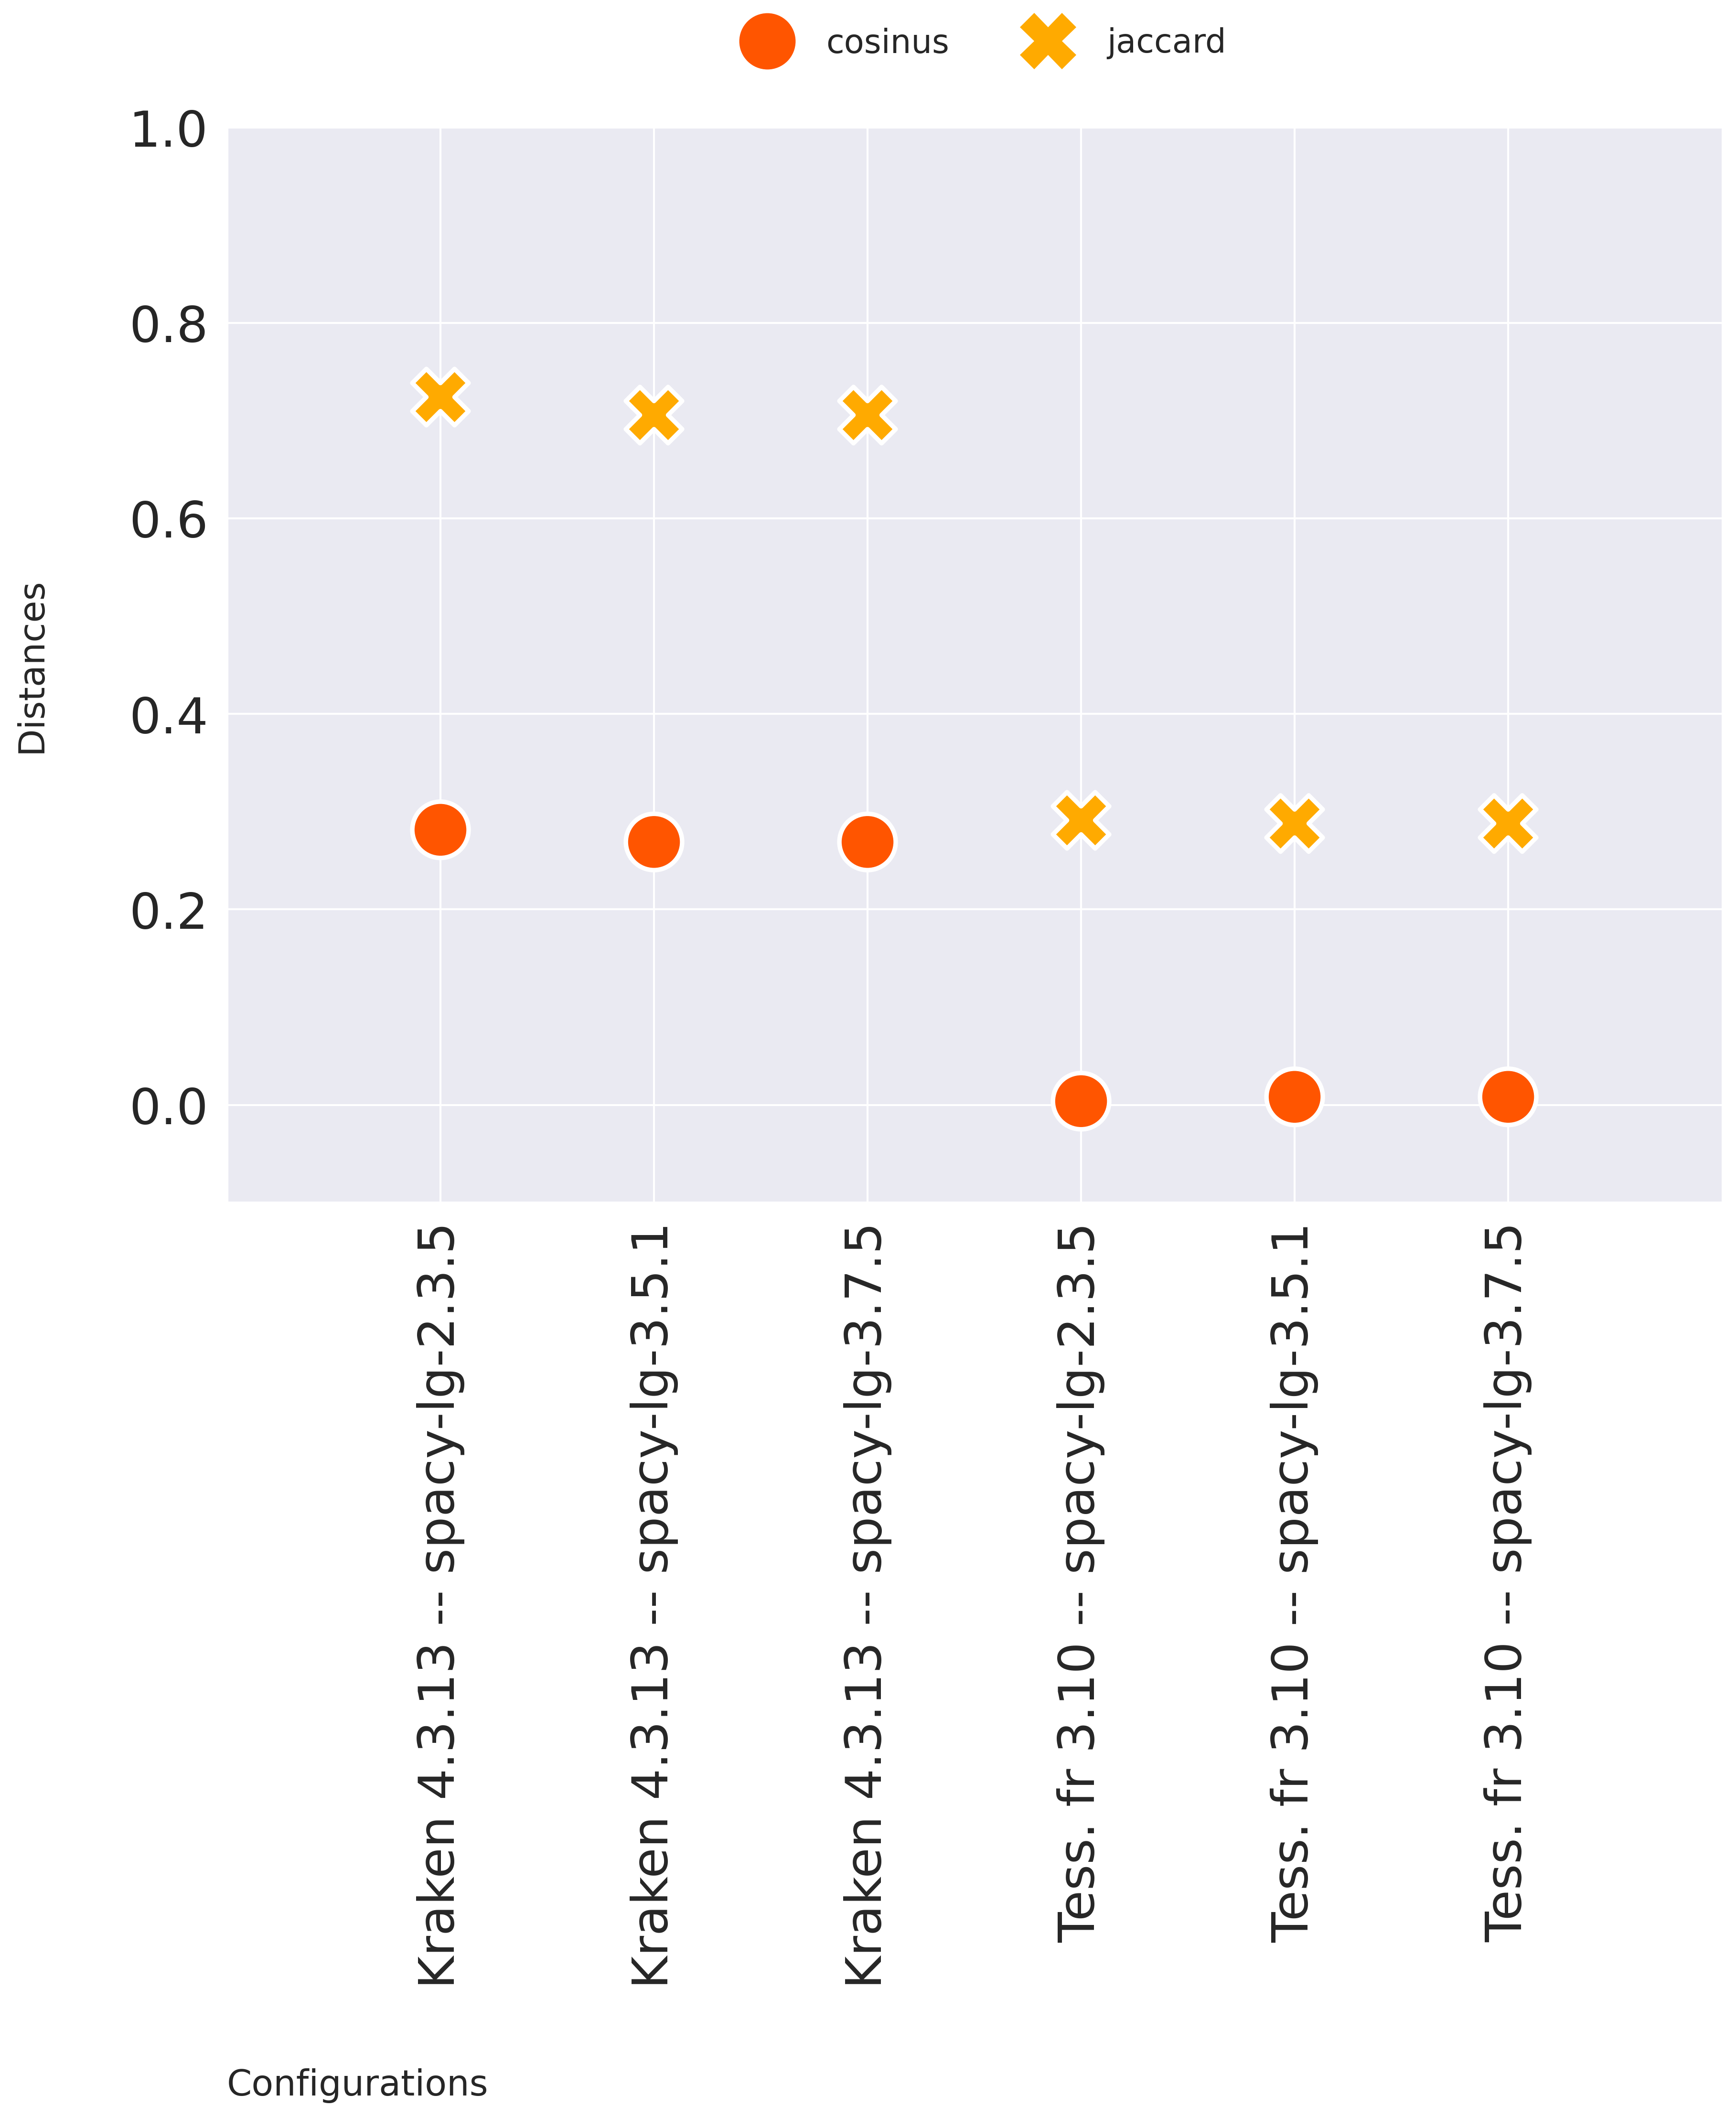 cosinus
jaccard
1.0
0.8
0.6
0.4
0.2
0.0
Distances
Kraken 4.3.13 -- spacy-lg-2.3.5
Kraken 4.3.13 -- spacy-lg-3.5.1
Kraken 4.3.13 -- spacy-lg-3.7.5
Tess. fr 3.10 -- spacy-lg-2.3.5
Tess. fr 3.10 -- spacy-lg-3.5.1
Tess. fr 3.10 -- spacy-lg-3.7.5
Configurations